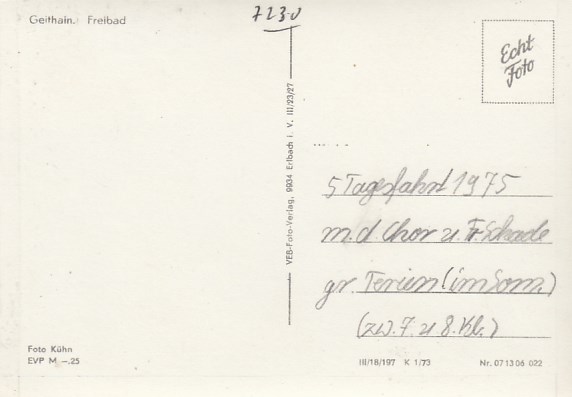 Geithain. Freibad
7230
Echt
Foto
VEB-Foto-Verlag, 9934 Erlbach i. V. III/23/27
5 Tagesfahrt 1975
m. d. Chor u. Fr. Schade
gr. Ferien (im Som.)
(zw. 7. u 8. Kl.)
Foto Kühn
EVP M —.25
III/18/197 K 1/73
Nr. 07 13 06 022